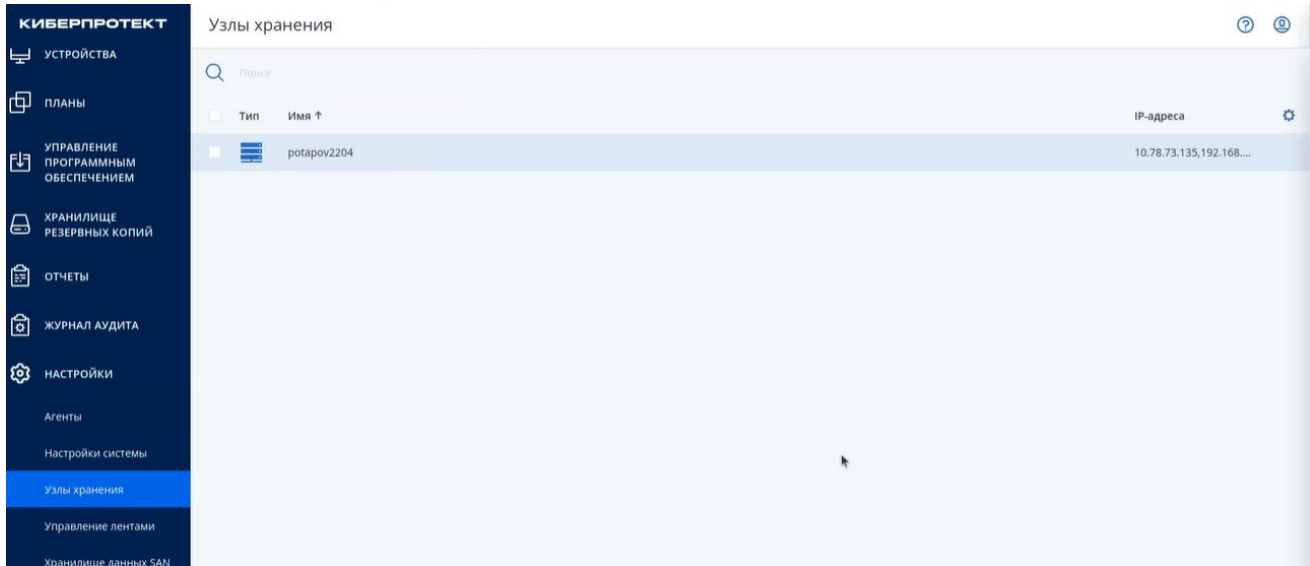 КИБЕРПРОТЕКТ
УСТРОЙСТВА
ПЛАНЫ
УПРАВЛЕНИЕ
ПРОГРАММНЫМ
ОБЕСПЕЧЕНИЕМ
ХРАНИЛИЩЕ
РЕЗЕРВНЫХ КОПИЙ
ОТЧЕТЫ
ЖУРНАЛ АУДИТА
НАСТРОЙКИ
Агенты
Настройки системы
Узлы хранения
Управление лентами
Хранилище данных SAN
Узлы хранения
Поиск
Тип Имя ↑ IP-адреса
potapov2204 10.78.73.135,192.168....